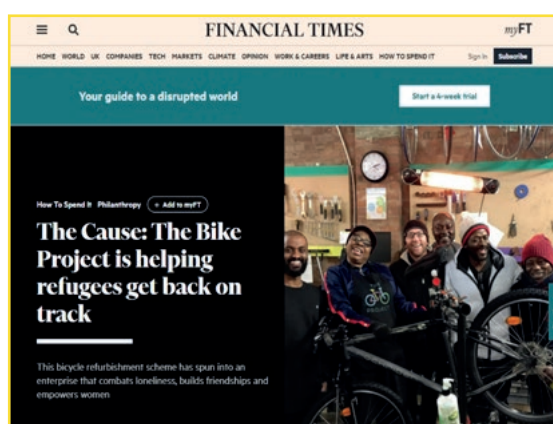 FINANCIAL TIMES
myFT
HOME WORLD UK COMPANIES TECH MARKETS CLIMATE OPINION WORK & CAREERS LIFE & ARTS HOW TO SPEND IT
Sign In Subscribe
Your guide to a disrupted world
Start a 4-week trial
How To Spend It Philanthropy + Add to myFT
The Cause: The Bike
Project is helping
refugees get back on
track
This bicycle refurbishment scheme has spun into an
enterprise that combats loneliness, builds friendships and
empowers women